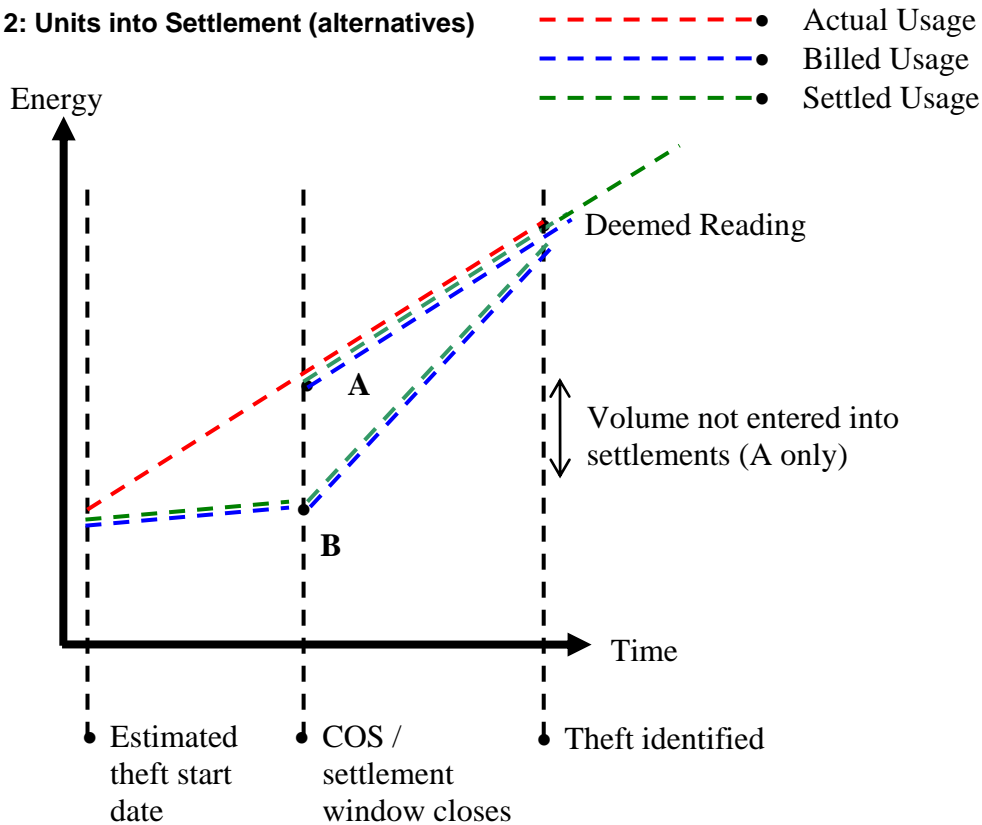 2: Units into Settlement (alternatives)
Actual Usage
Billed Usage
Settled Usage
Energy
Deemed Reading
A
Volume not entered into
settlements (A only)
B
Time
Estimated
theft start
date
COS /
settlement
window closes
Theft identified